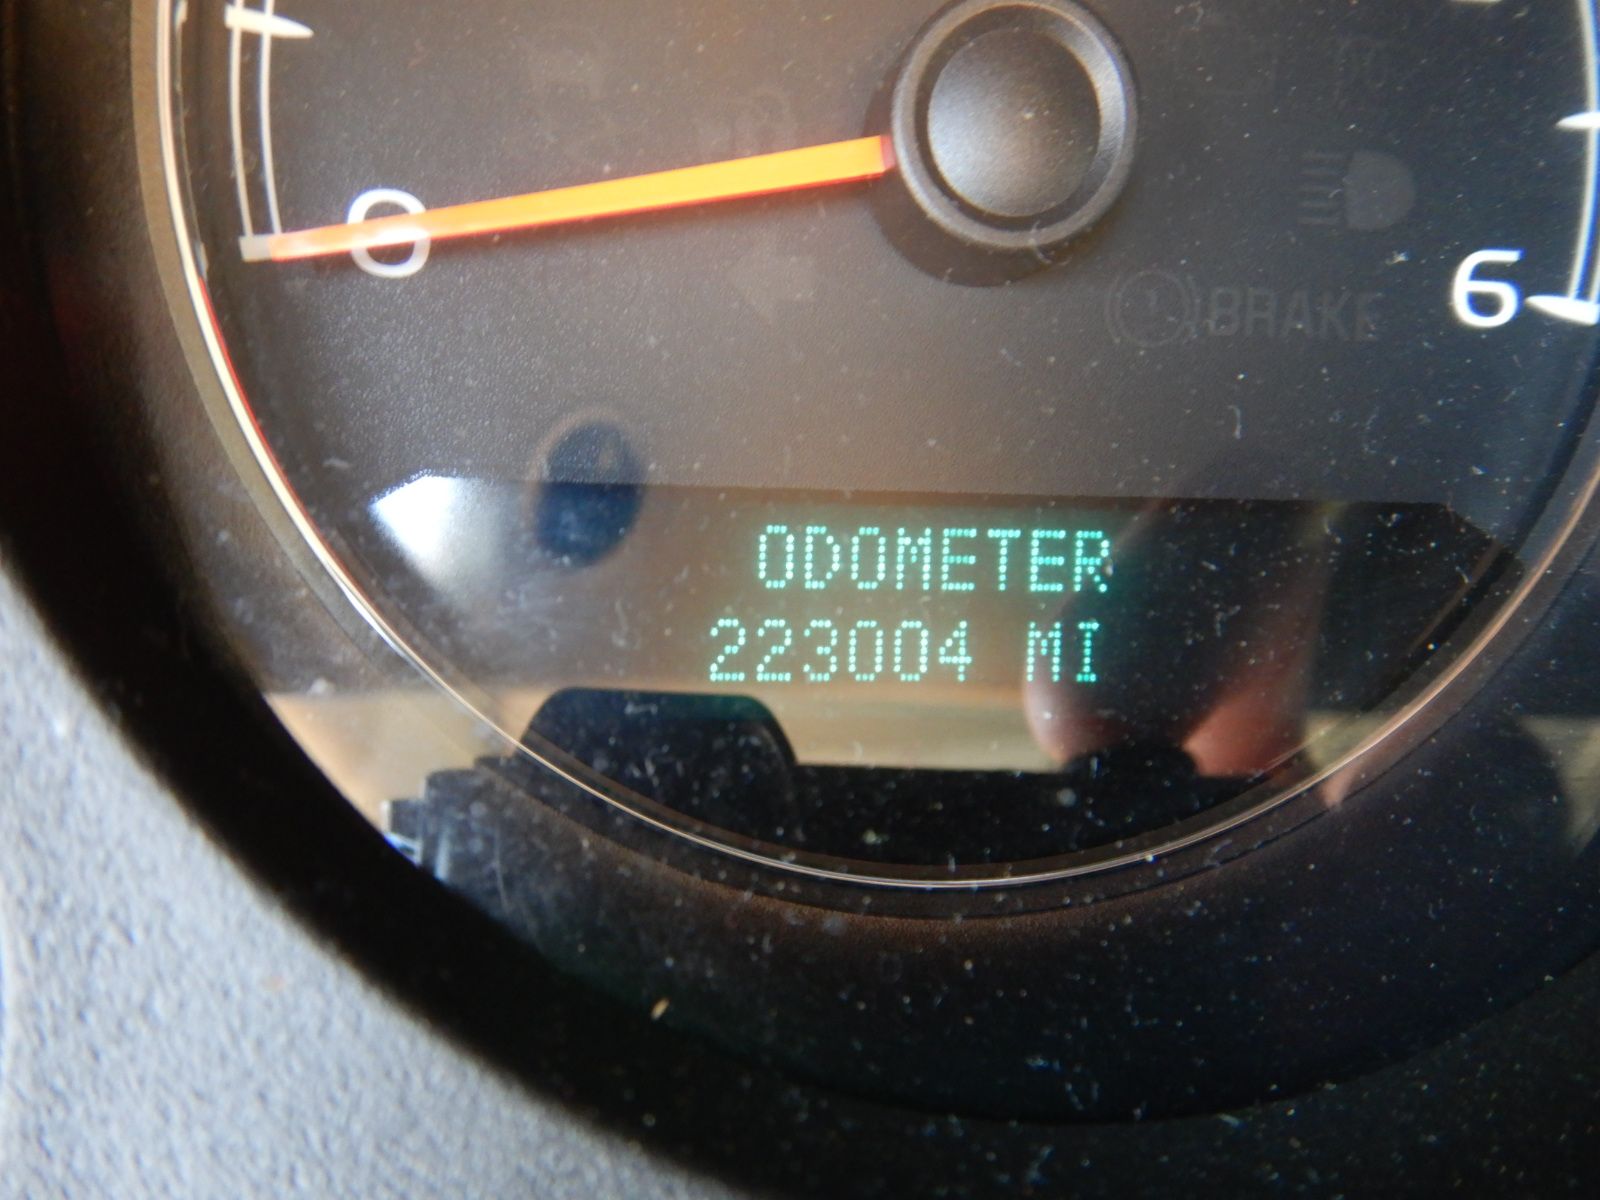 0
6
BRAKE
ODOMETER
223004 MI